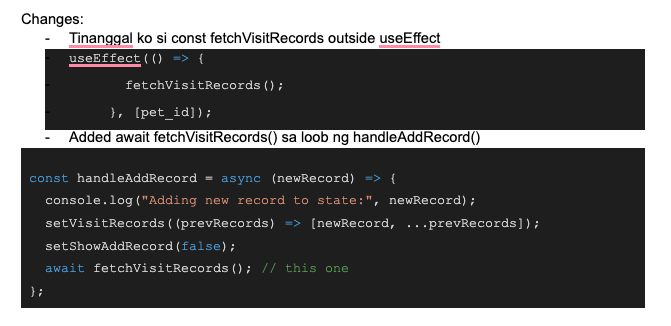 Changes:
- Tinanggal ko si const fetchVisitRecords outside useEffect
- useEffect(() => {
- fetchVisitRecords();
- }, [pet_id]);
- Added await fetchVisitRecords() sa loob ng handleAddRecord()
const handleAddRecord = async (newRecord) => {
console.log("Adding new record to state:", newRecord);
setVisitRecords((prevRecords) => [newRecord, ...prevRecords]);
setShowAddRecord(false);
await fetchVisitRecords(); // this one
};